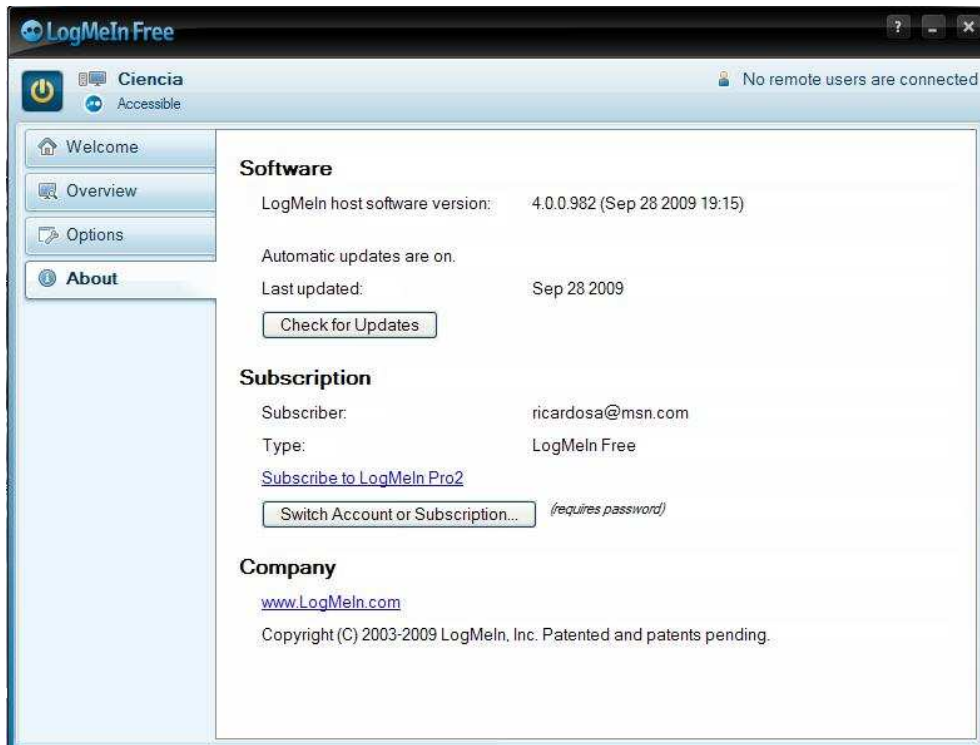 LogMeIn Free
Ciencia
Accessible
No remote users are connected
Welcome
Overview
Options
About
Software
LogMeIn host software version: 4.0.0.982 (Sep 28 2009 19:15)
Automatic updates are on.
Last updated: Sep 28 2009
Check for Updates
Subscription
Subscriber: ricardosa@msn.com
Type: LogMeIn Free
Subscribe to LogMeIn Pro2
Switch Account or Subscription... (requires password)
Company
www.LogMeIn.com
Copyright (C) 2003-2009 LogMeIn, Inc. Patented and patents pending.